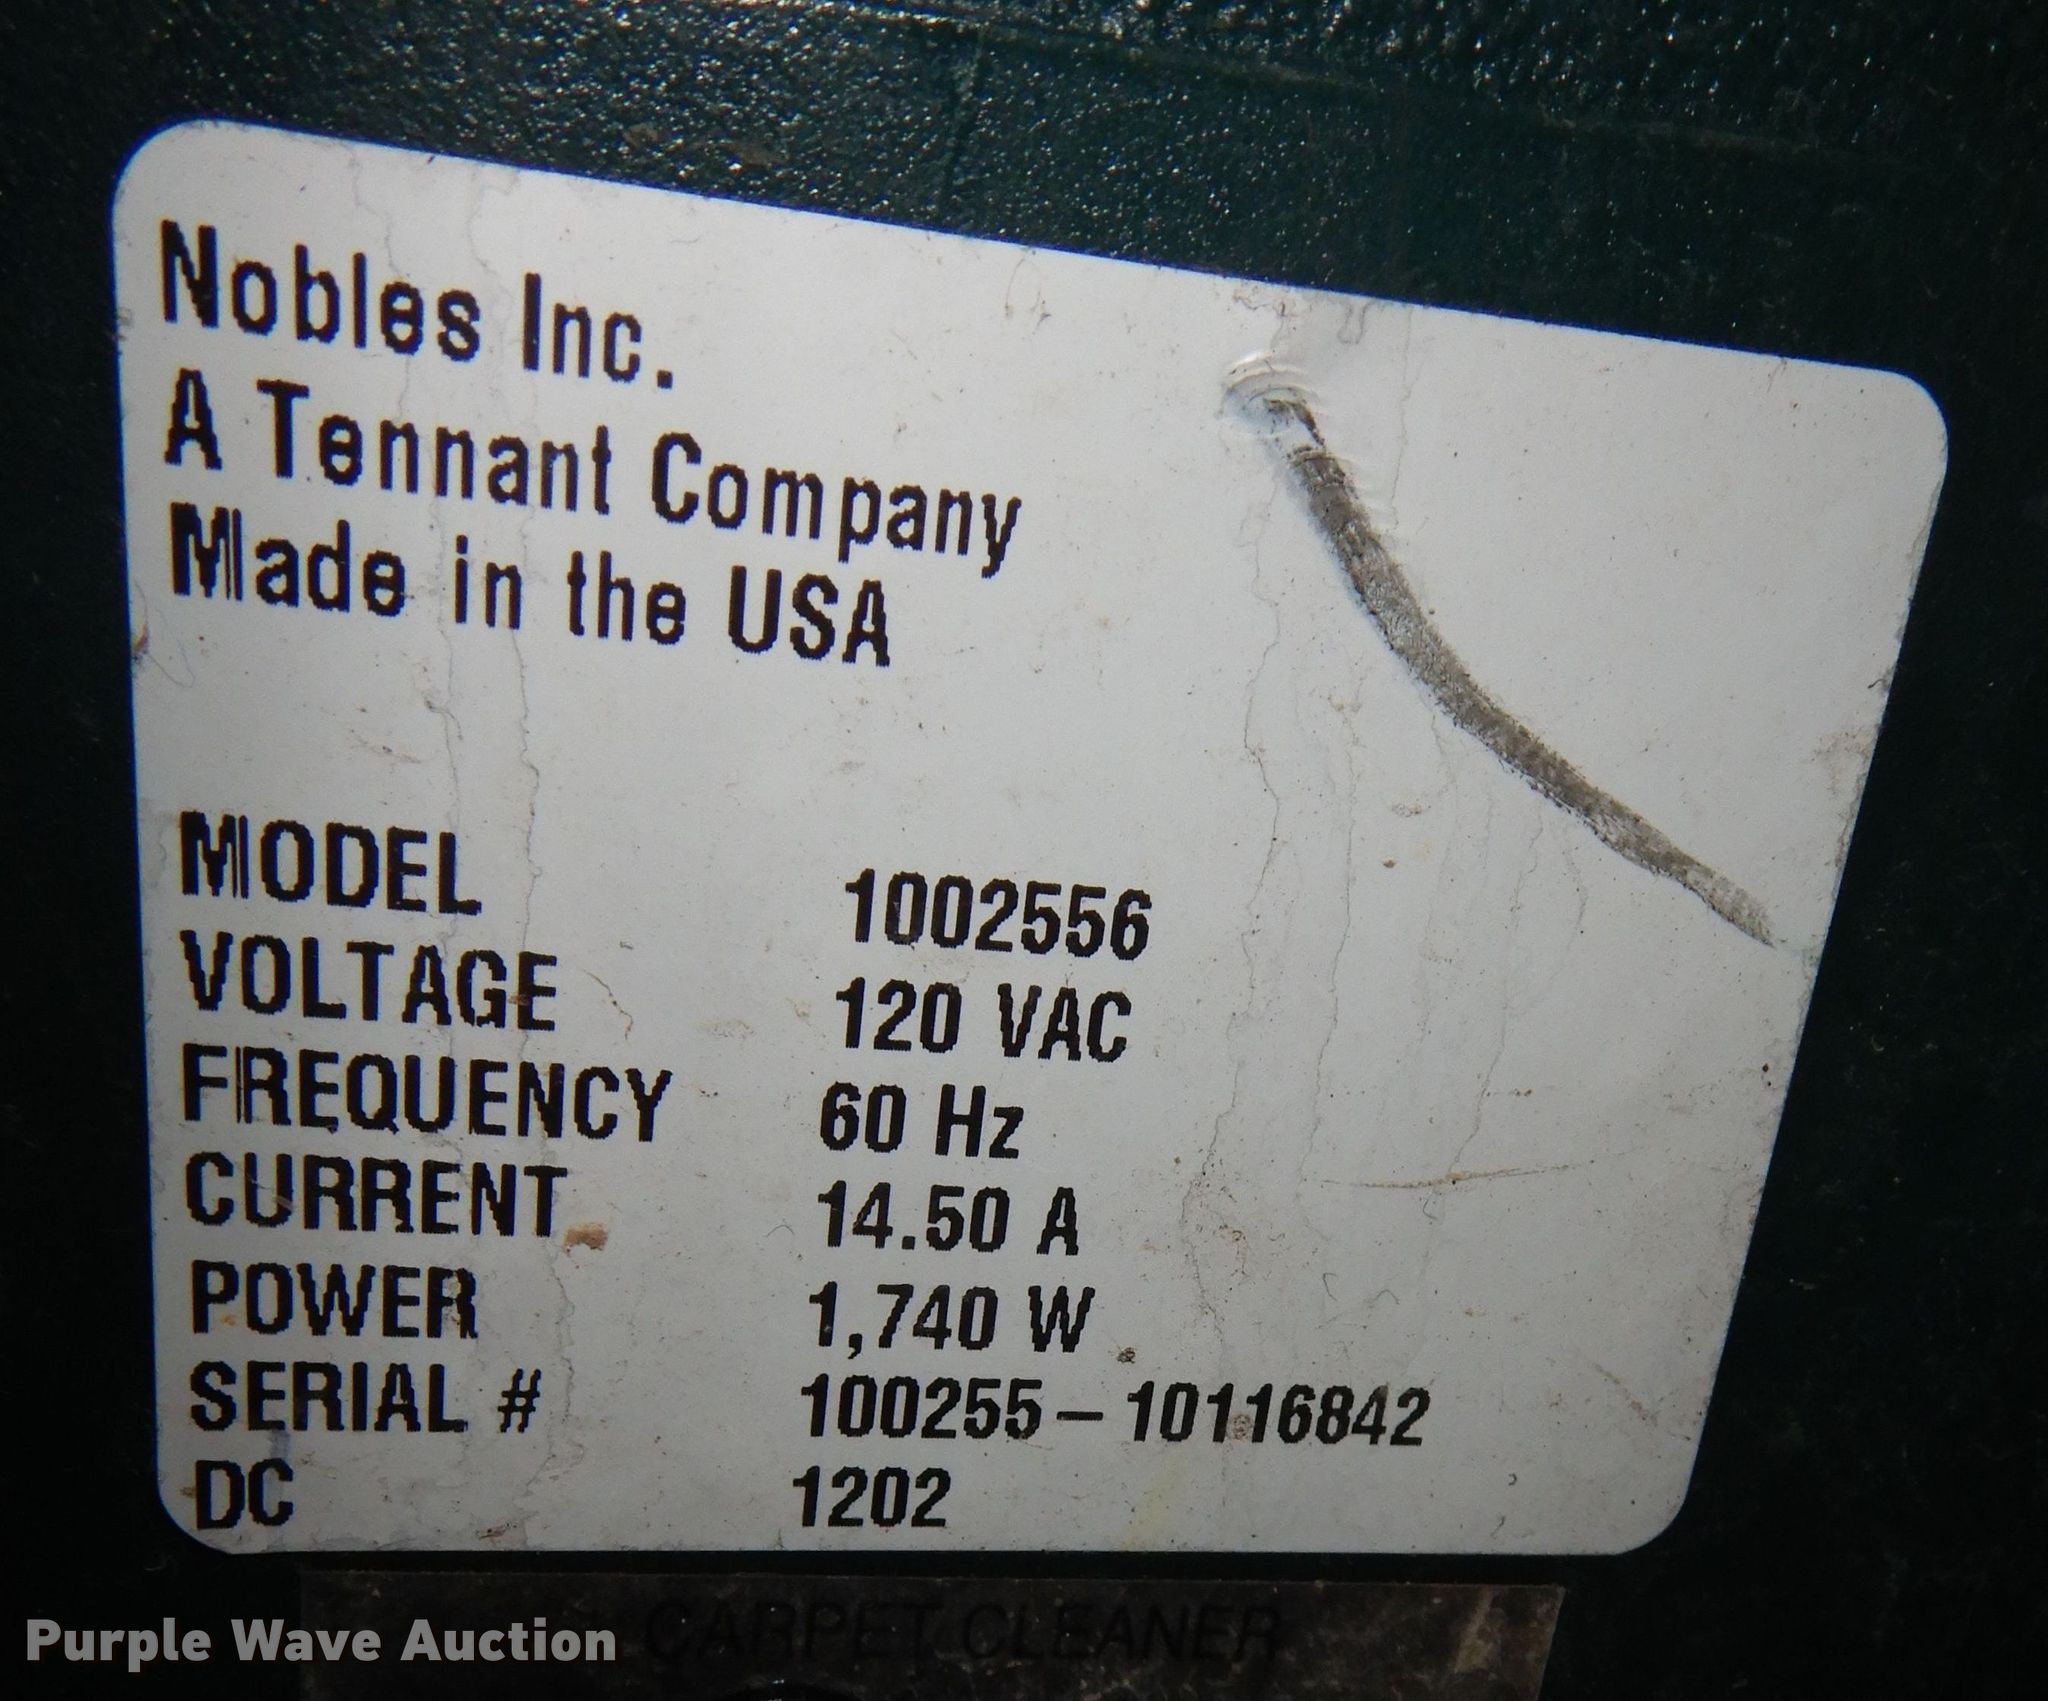 Nobles Inc.
A Tennant Company
Made in the USA
MODEL 1002556
VOLTAGE 120 VAC
FREQUENCY 60 Hz
CURRENT 14.50 A
POWER 1,740 W
SERIAL # 100255-10116842
DC 1202
CARPET CLEANER
Purple Wave Auction